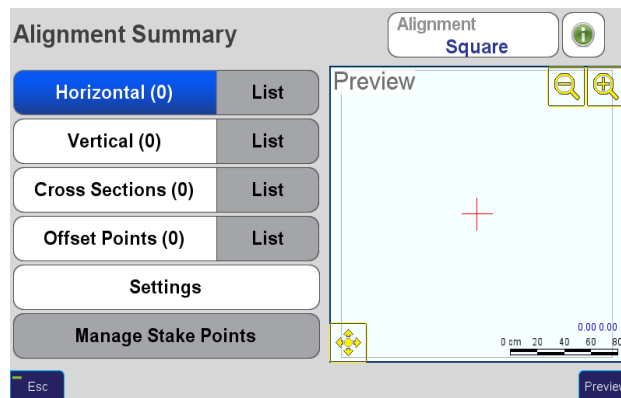 Alignment Summary
Alignment
Square
Horizontal (0) List
Vertical (0) List
Cross Sections (0) List
Offset Points (0) List
Settings
Manage Stake Points
Preview
0.00 0.00
0 cm 20 40 60 80
Esc
Preview